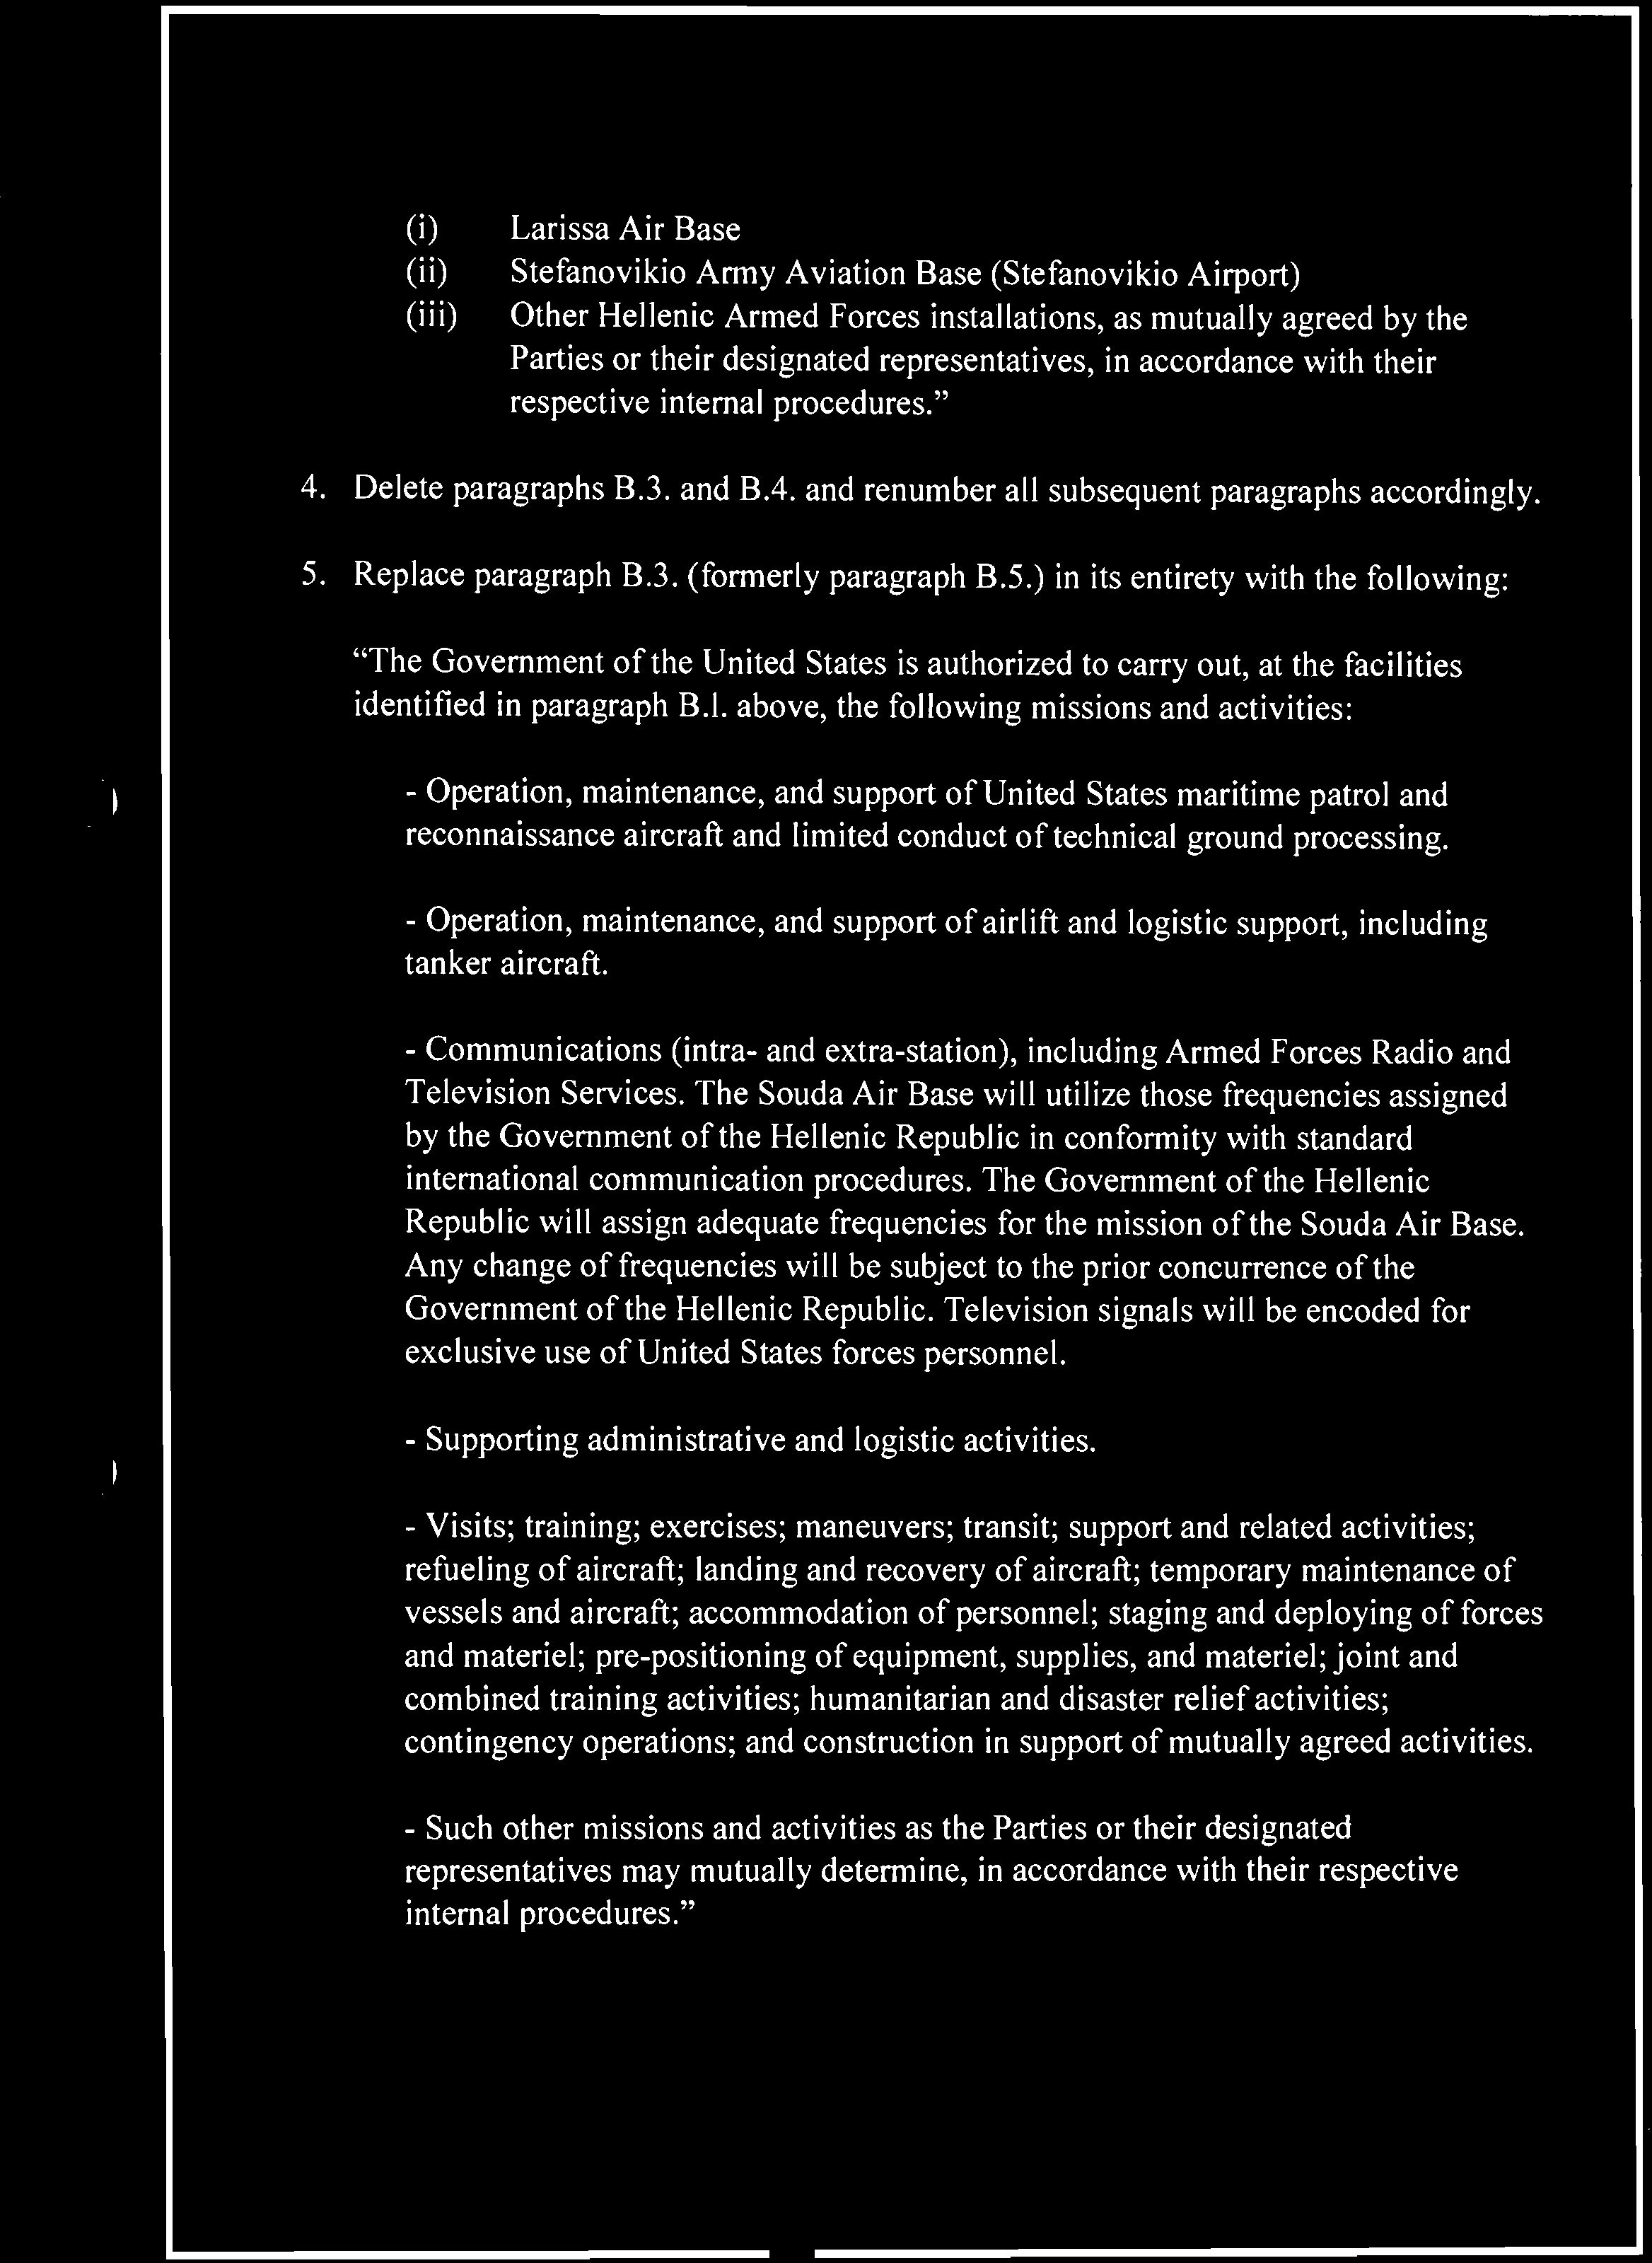 (i) Larissa Air Base
(ii) Stefanovikio Army Aviation Base (Stefanovikio Airport)
(iii) Other Hellenic Armed Forces installations, as mutually agreed by the
Parties or their designated representatives, in accordance with their
respective internal procedures.”
4. Delete paragraphs B.3. and B.4. and renumber all subsequent paragraphs accordingly.
5. Replace paragraph B.3. (formerly paragraph B.5.) in its entirety with the following:
“The Government of the United States is authorized to carry out, at the facilities
identified in paragraph B.1. above, the following missions and activities:
- Operation, maintenance, and support of United States maritime patrol and
reconnaissance aircraft and limited conduct of technical ground processing.
- Operation, maintenance, and support of airlift and logistic support, including
tanker aircraft.
- Communications (intra- and extra-station), including Armed Forces Radio and
Television Services. The Souda Air Base will utilize those frequencies assigned
by the Government of the Hellenic Republic in conformity with standard
international communication procedures. The Government of the Hellenic
Republic will assign adequate frequencies for the mission of the Souda Air Base.
Any change of frequencies will be subject to the prior concurrence of the
Government of the Hellenic Republic. Television signals will be encoded for
exclusive use of United States forces personnel.
- Supporting administrative and logistic activities.
- Visits; training; exercises; maneuvers; transit; support and related activities;
refueling of aircraft; landing and recovery of aircraft; temporary maintenance of
vessels and aircraft; accommodation of personnel; staging and deploying of forces
and materiel; pre-positioning of equipment, supplies, and materiel; joint and
combined training activities; humanitarian and disaster relief activities;
contingency operations; and construction in support of mutually agreed activities.
- Such other missions and activities as the Parties or their designated
representatives may mutually determine, in accordance with their respective
internal procedures.”